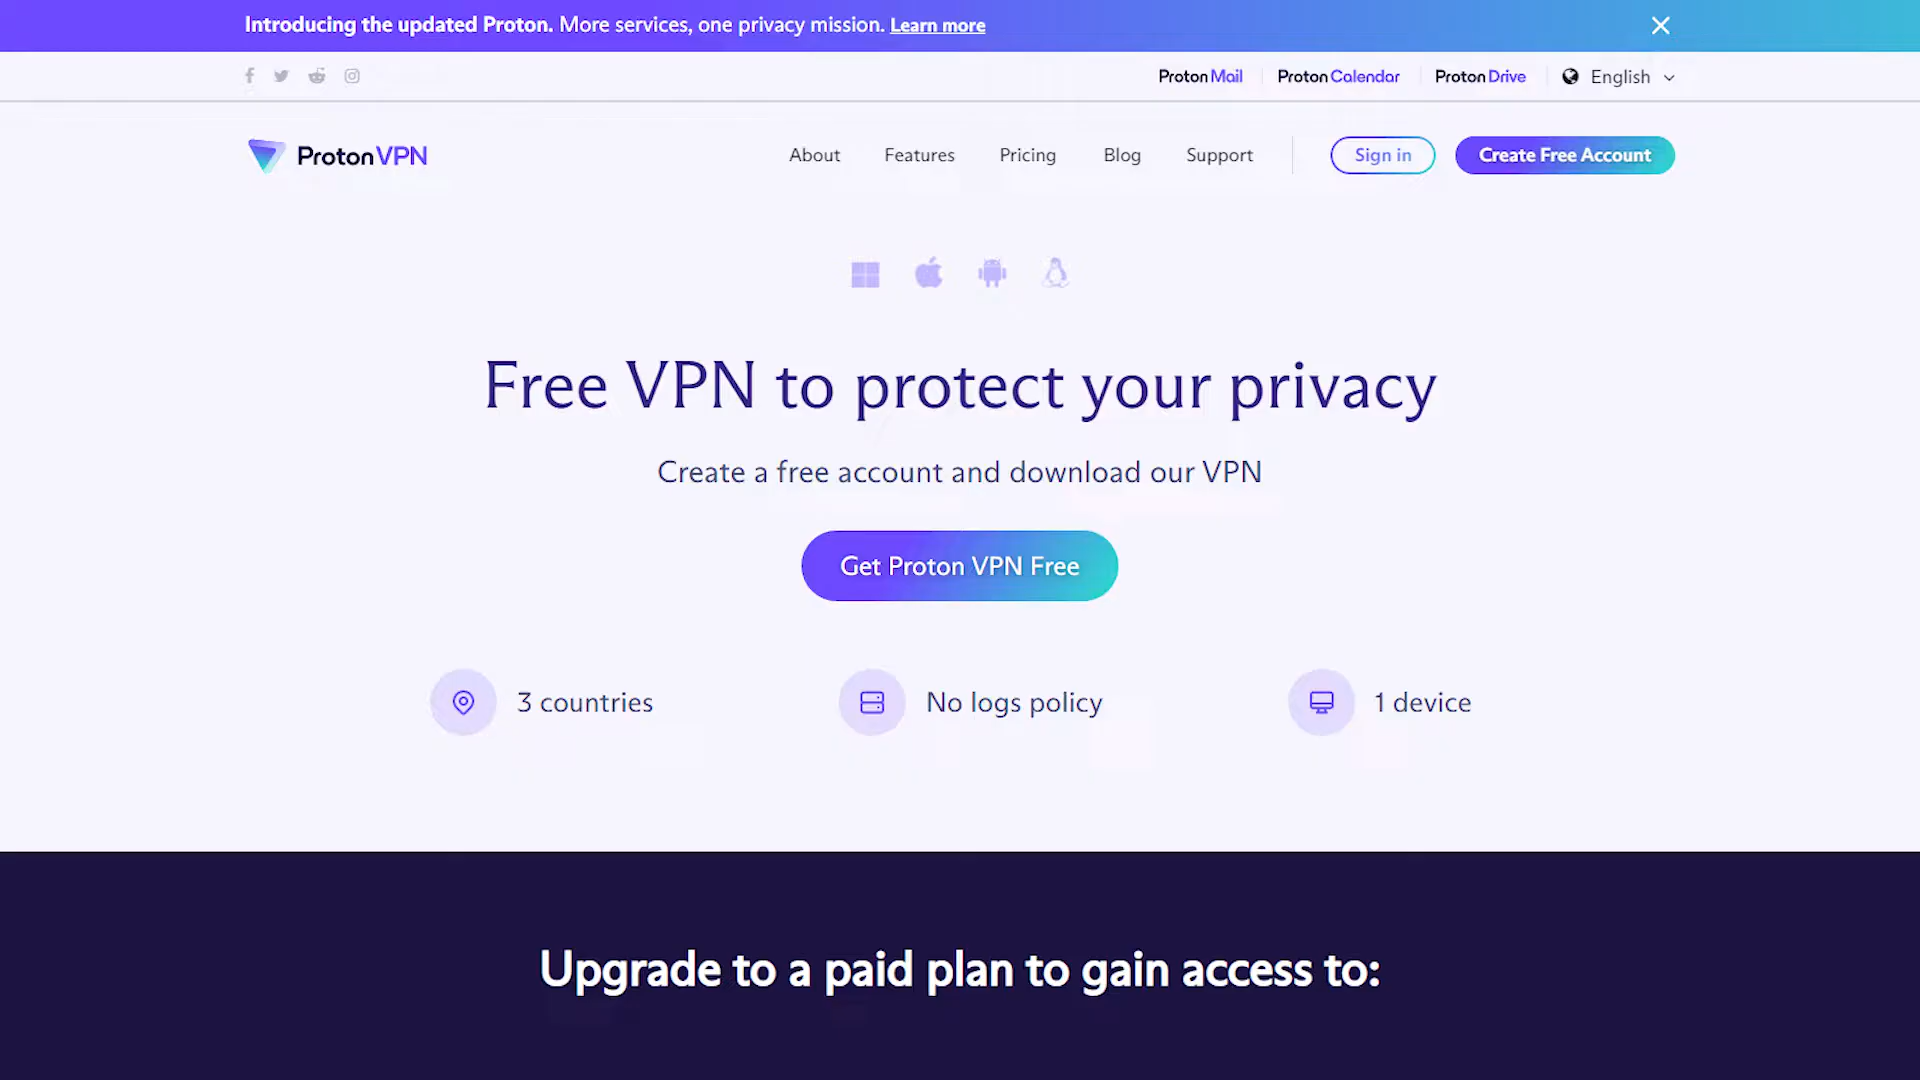 Introducing the updated Proton. More services, one privacy mission. Learn more
Proton Mail Proton Calendar Proton Drive English
Proton VPN About Features Pricing Blog Support Sign in Create Free Account
Free VPN to protect your privacy
Create a free account and download our VPN
Get Proton VPN Free
3 countries No logs policy 1 device
Upgrade to a paid plan to gain access to: